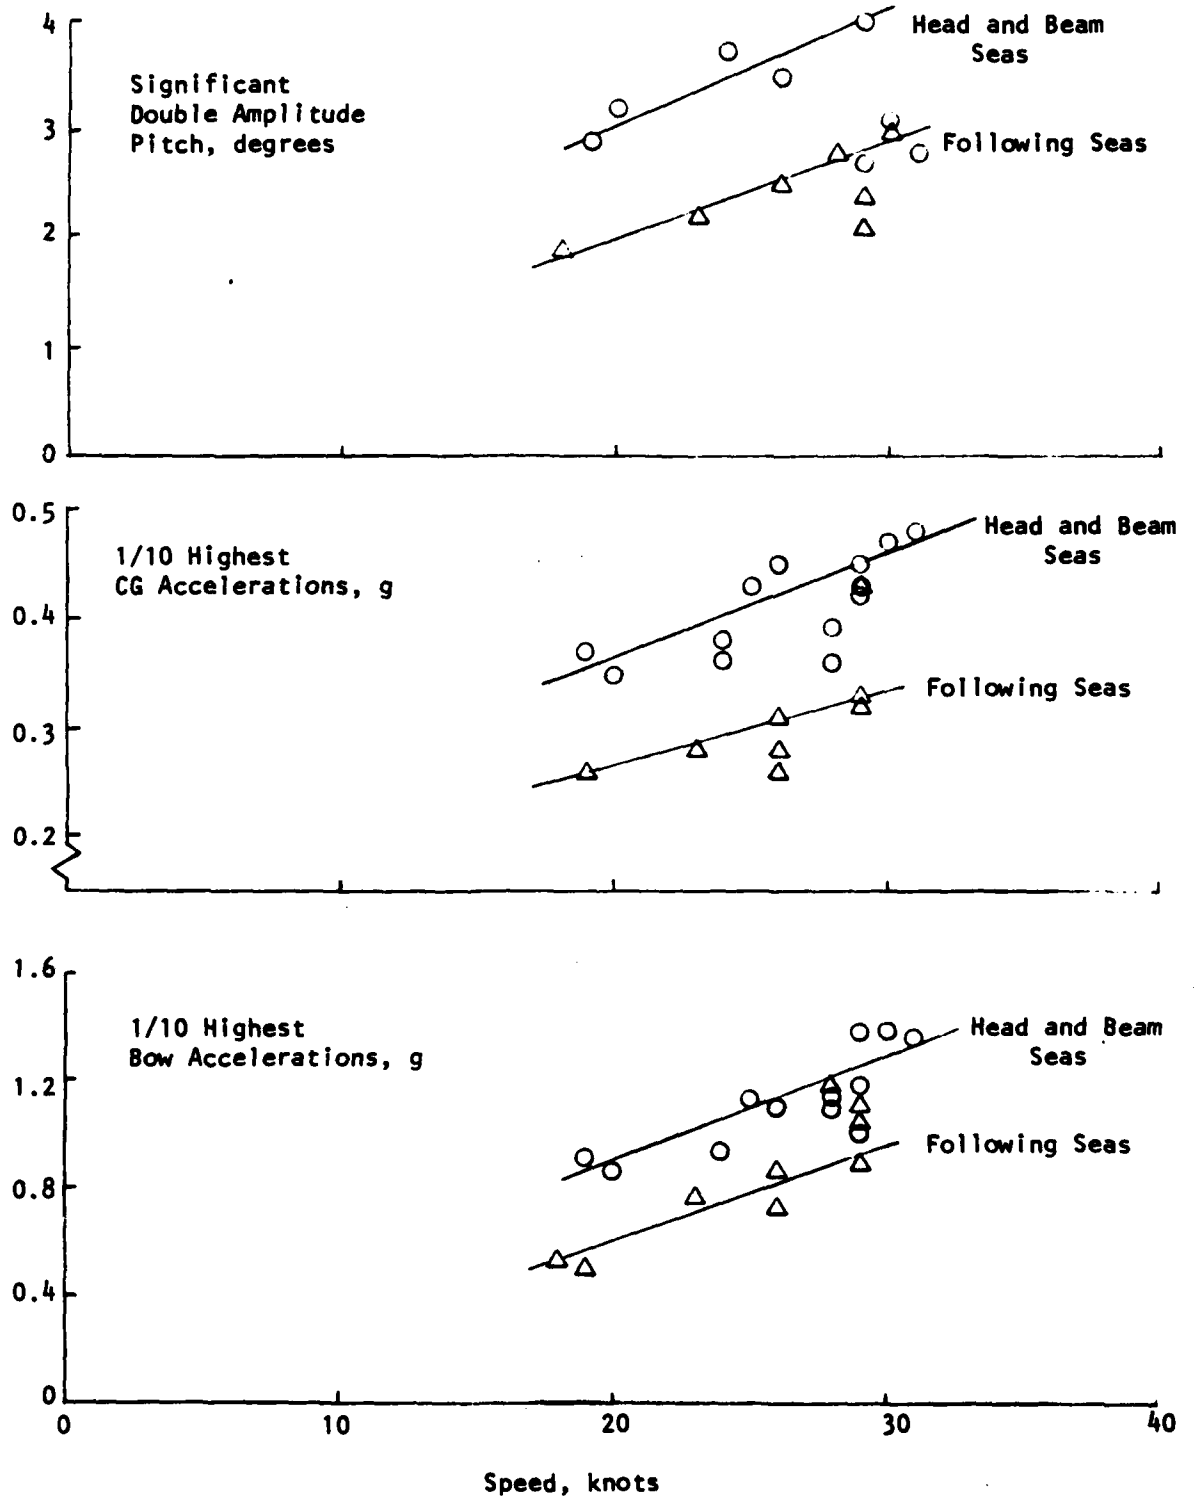 4
3
2
1
0
Significant
Double Amplitude
Pitch, degrees
Head and Beam
Seas
Following Seas
0.5
0.4
0.3
0.2
1/10 Highest
CG Accelerations, g
Head and Beam
Seas
Following Seas
1.6
1.2
0.8
0.4
0
1/10 Highest
Bow Accelerations, g
Head and Beam
Seas
Following Seas
0 10 20 30 40
Speed, knots